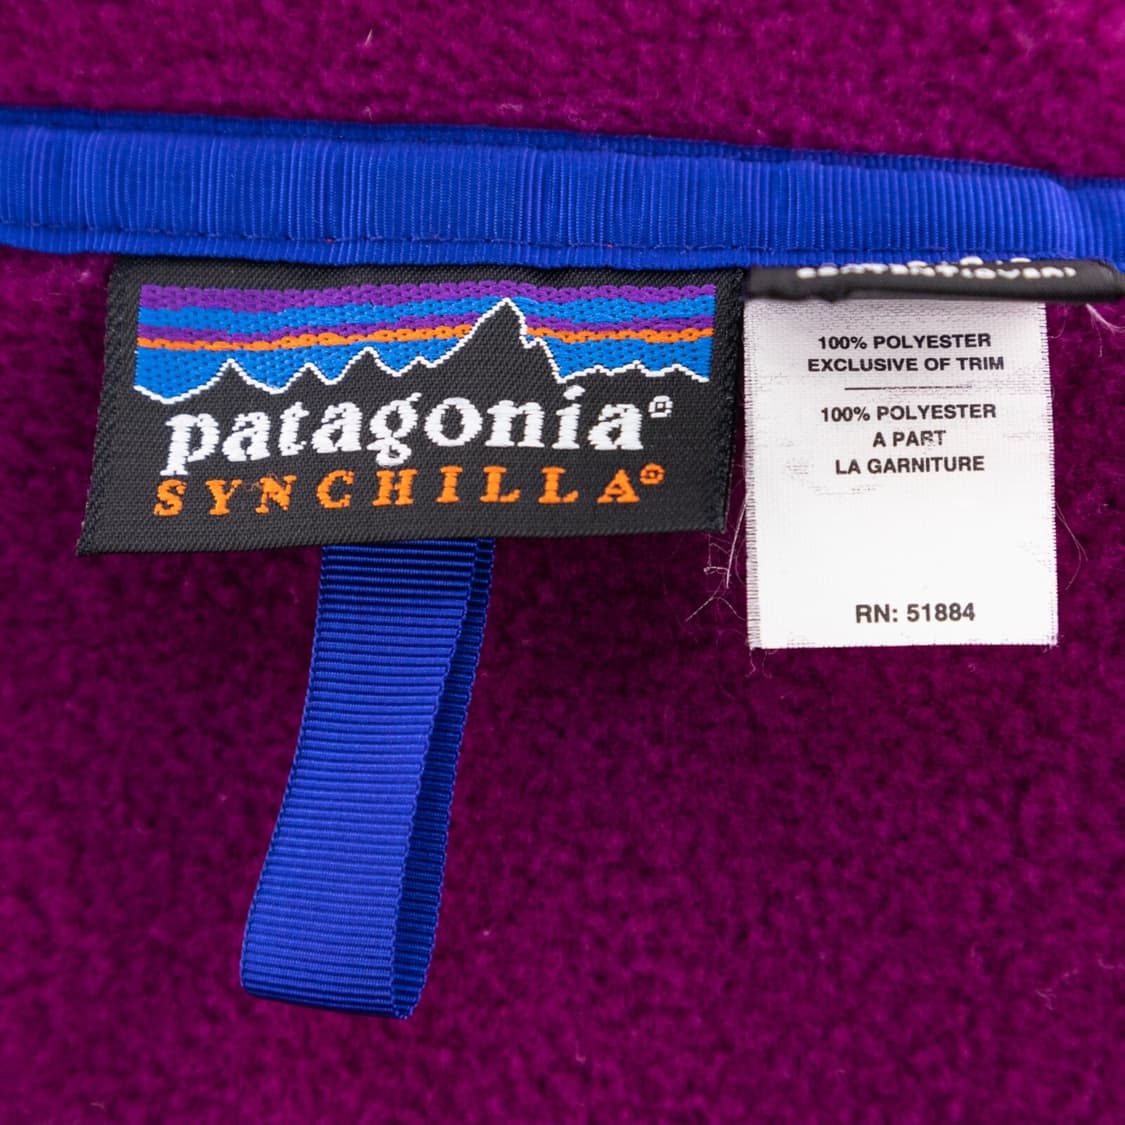 patagonia®
SYNCHILLA®
100% POLYESTER
EXCLUSIVE OF TRIM
100% POLYESTER
A PART
LA GARNITURE
RN: 51884